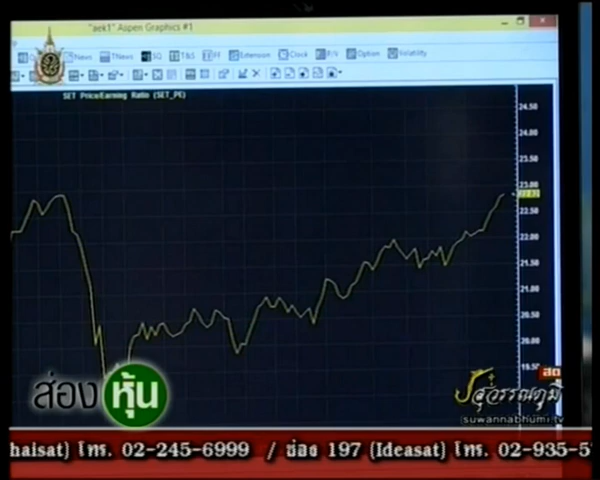 "aek1" Aspen Graphics #1
News TNews SQ T&S FF Extension Clock P/V Option Volatility
SET Price/Earning Ratio (SET_PE)
24.50
24.00
23.50
23.00
22.50
22.00
21.50
21.00
20.50
20.00
19.50
ส่อง หุ้น
สด
สุวรรณภูมิ
suwannabhumi.tv
haisat) โทร. 02-245-6999 / ช่อง 197 (Ideasat) โทร. 02-935-5